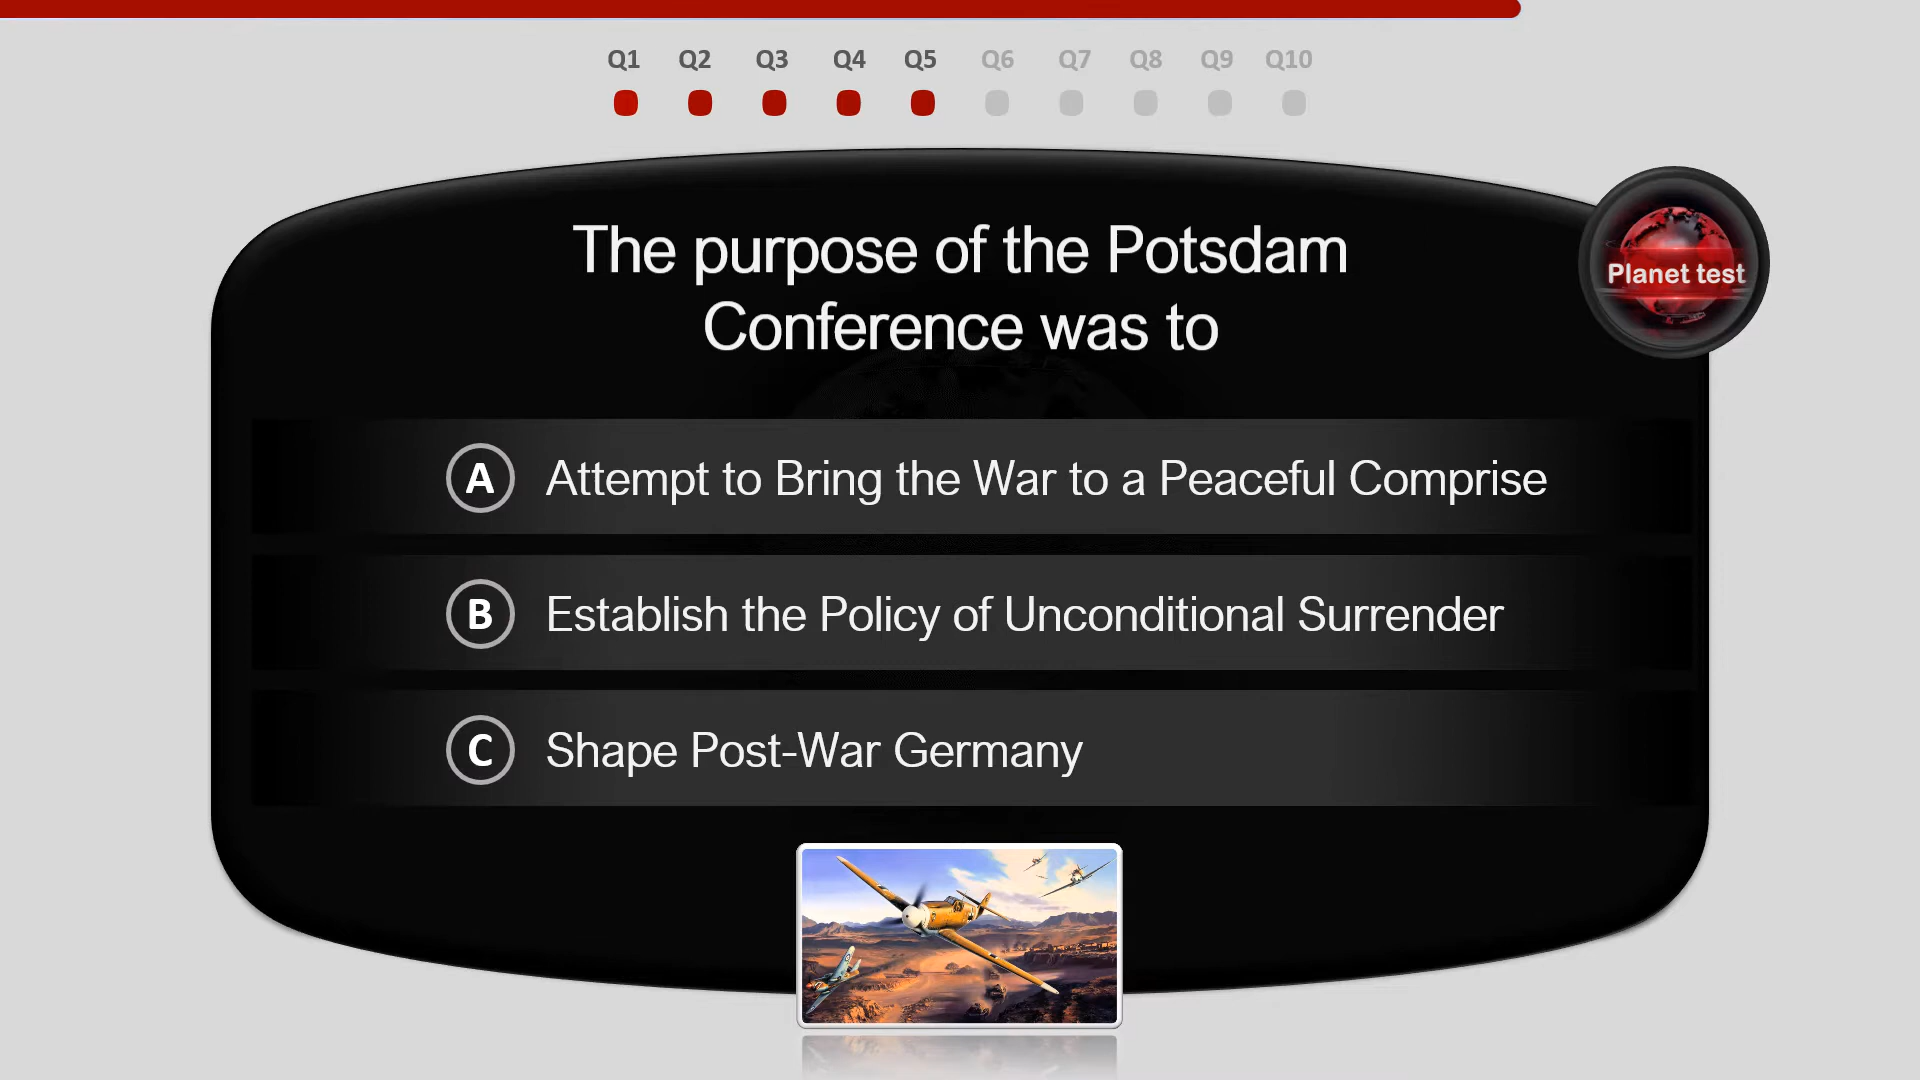 Q1 Q2 Q3 Q4 Q5 Q6 Q7 Q8 Q9 Q10
The purpose of the Potsdam
Conference was to
Planet test
A Attempt to Bring the War to a Peaceful Comprise
B Establish the Policy of Unconditional Surrender
C Shape Post-War Germany